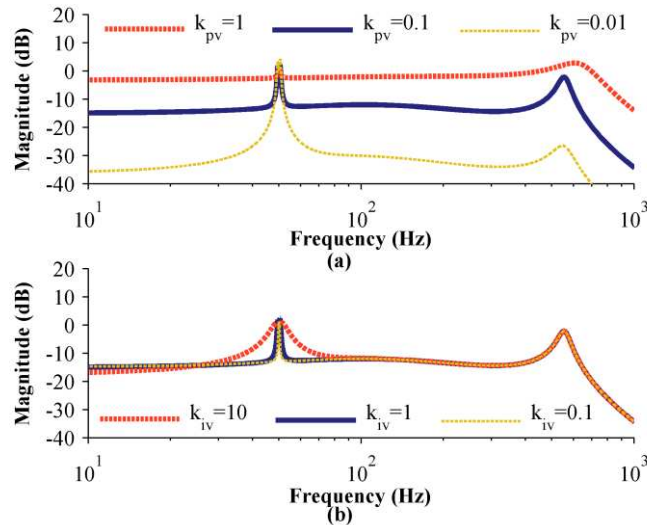 20
10
0
-10
-20
-30
-40
Magnitude (dB)
k_pv=1 k_pv=0.1 k_pv=0.01
10^1 10^2 10^3
Frequency (Hz)
(a)
20
10
0
-10
-20
-30
-40
Magnitude (dB)
k_iv=10 k_iv=1 k_iv=0.1
10^1 10^2 10^3
Frequency (Hz)
(b)